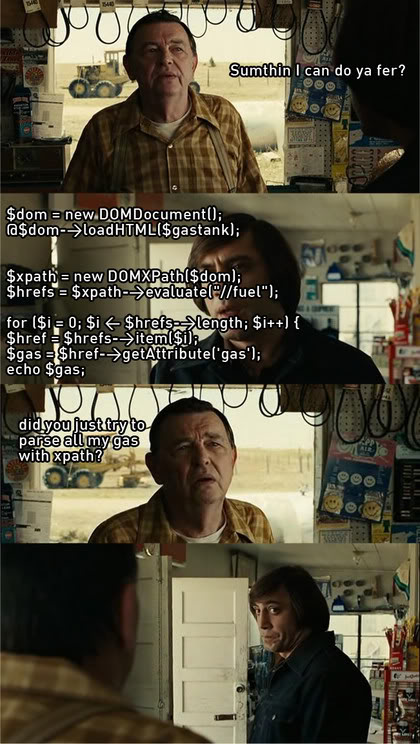 Sumthin I can do ya fer?
$dom = new DOMDocument();
@$dom-→loadHTML($gastank);
$xpath = new DOMXPath($dom);
$hrefs = $xpath-→evaluate("//fuel");
for ($i = 0; $i ← $hrefs-→length; $i++) {
$href = $hrefs-→item($i);
$gas = $href-→getAttribute('gas');
echo $gas;
did you just try to
parse all my gas
with xpath?